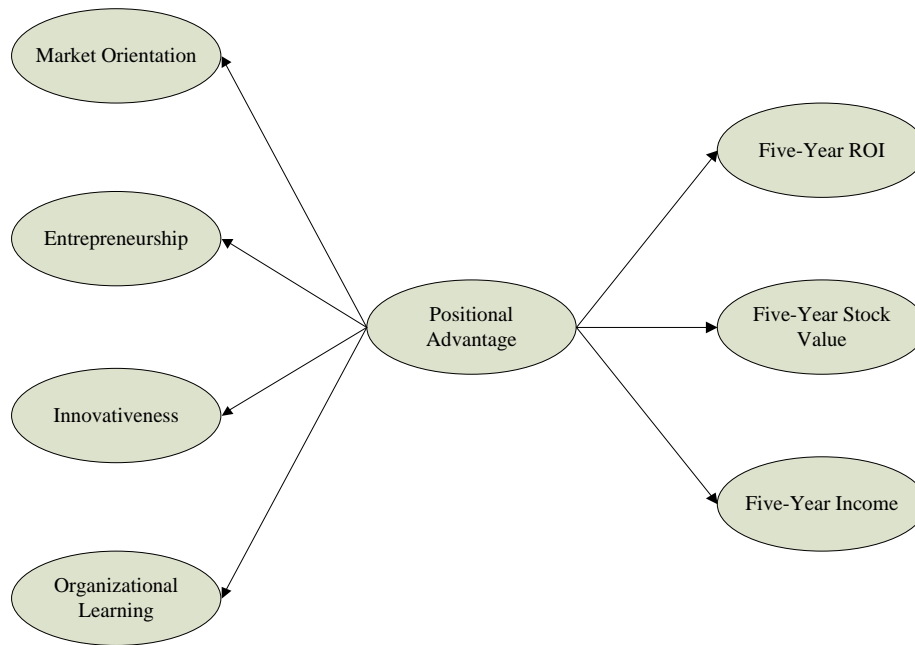 Market Orientation
Entrepreneurship
Innovativeness
Organizational
Learning
Positional
Advantage
Five-Year ROI
Five-Year Stock
Value
Five-Year Income